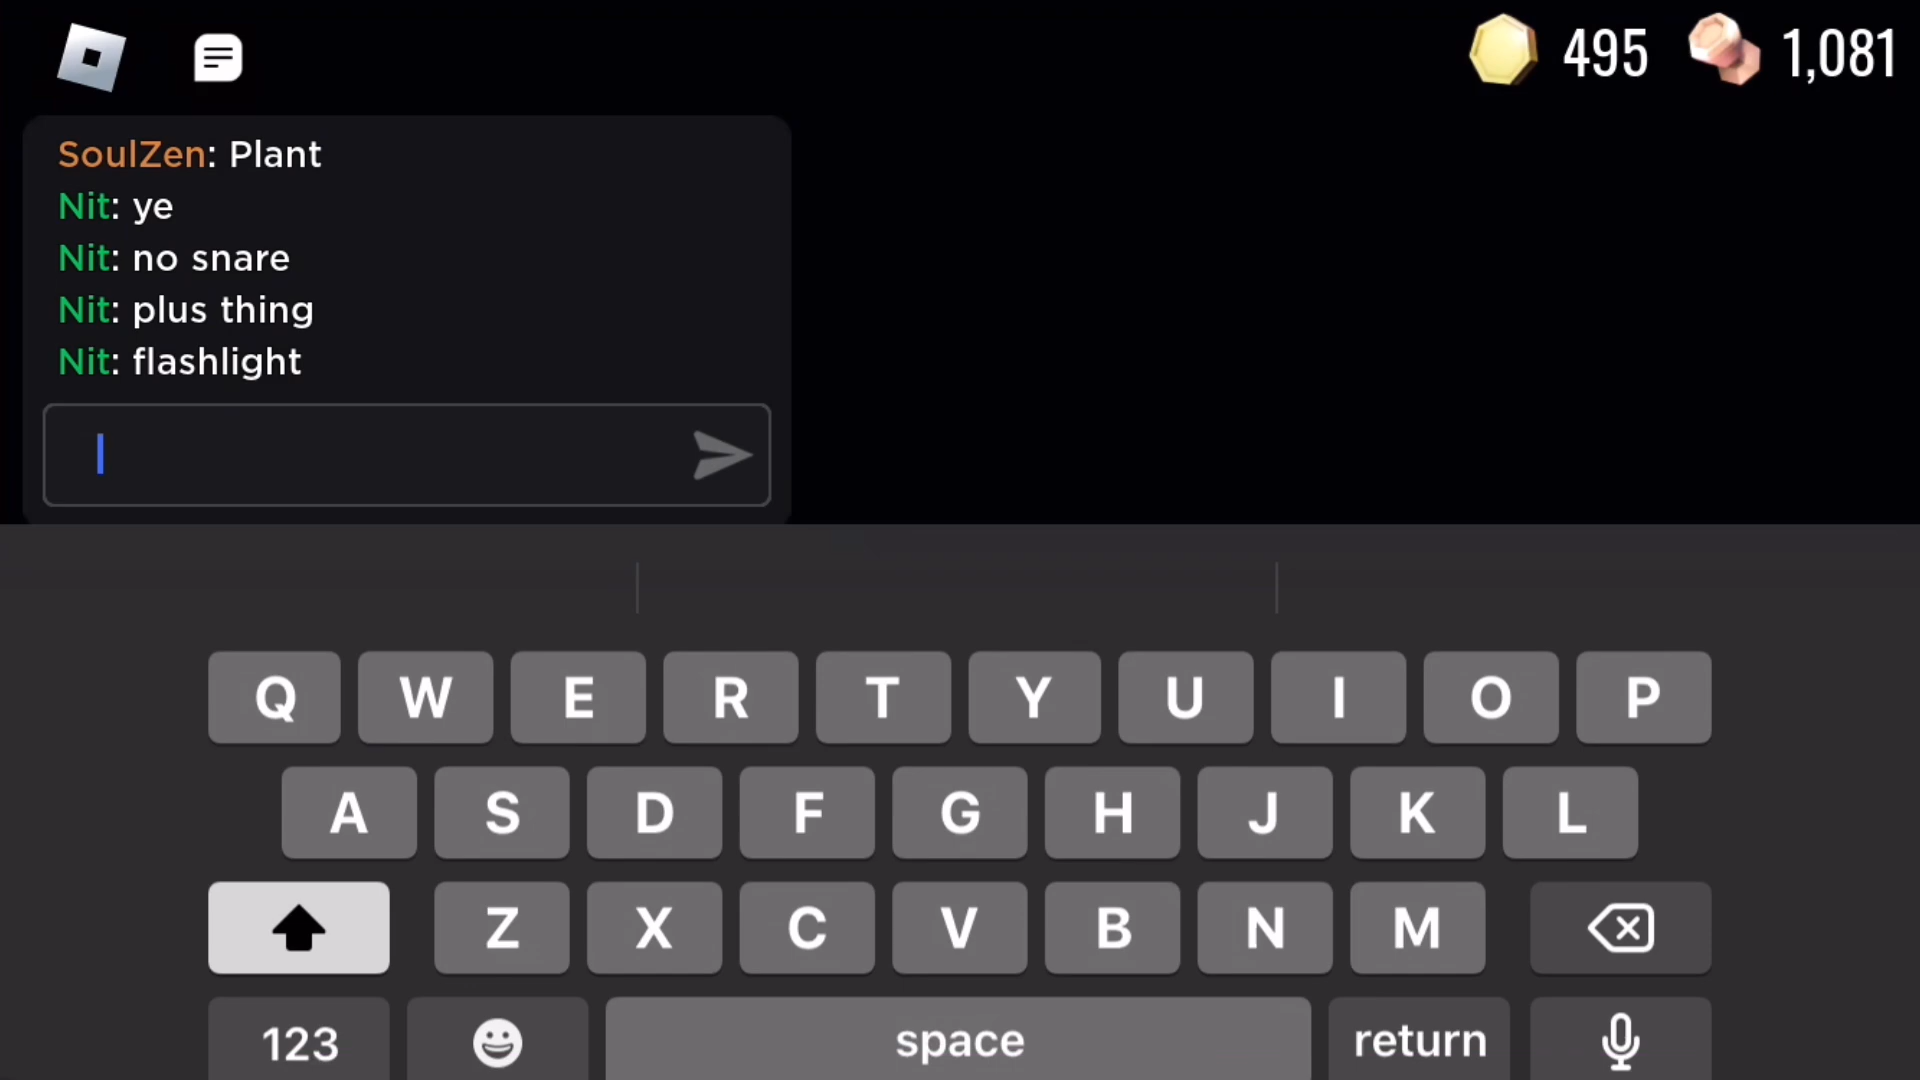 495 1,081
SoulZen: Plant
Nit: ye
Nit: no snare
Nit: plus thing
Nit: flashlight
Q W E R T Y U I O P
A S D F G H J K L
Z X C V B N M
123 space return